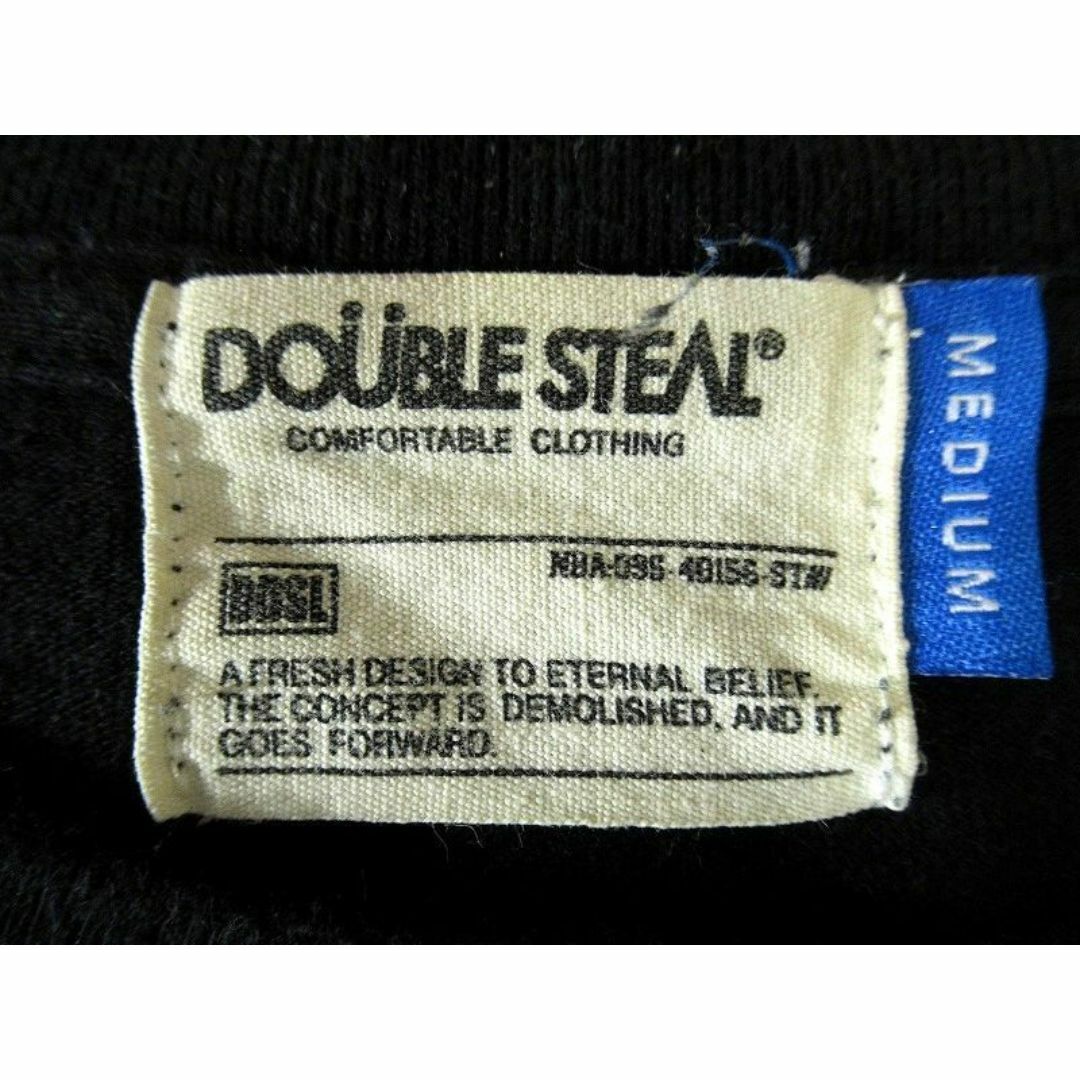 DOUBLE STEAL®
COMFORTABLE CLOTHING
DBSL
A FRESH DESIGN TO ETERNAL BELIEF.
THE CONCEPT IS DEMOLISHED, AND IT
GOES FORWARD.
MEDIUM